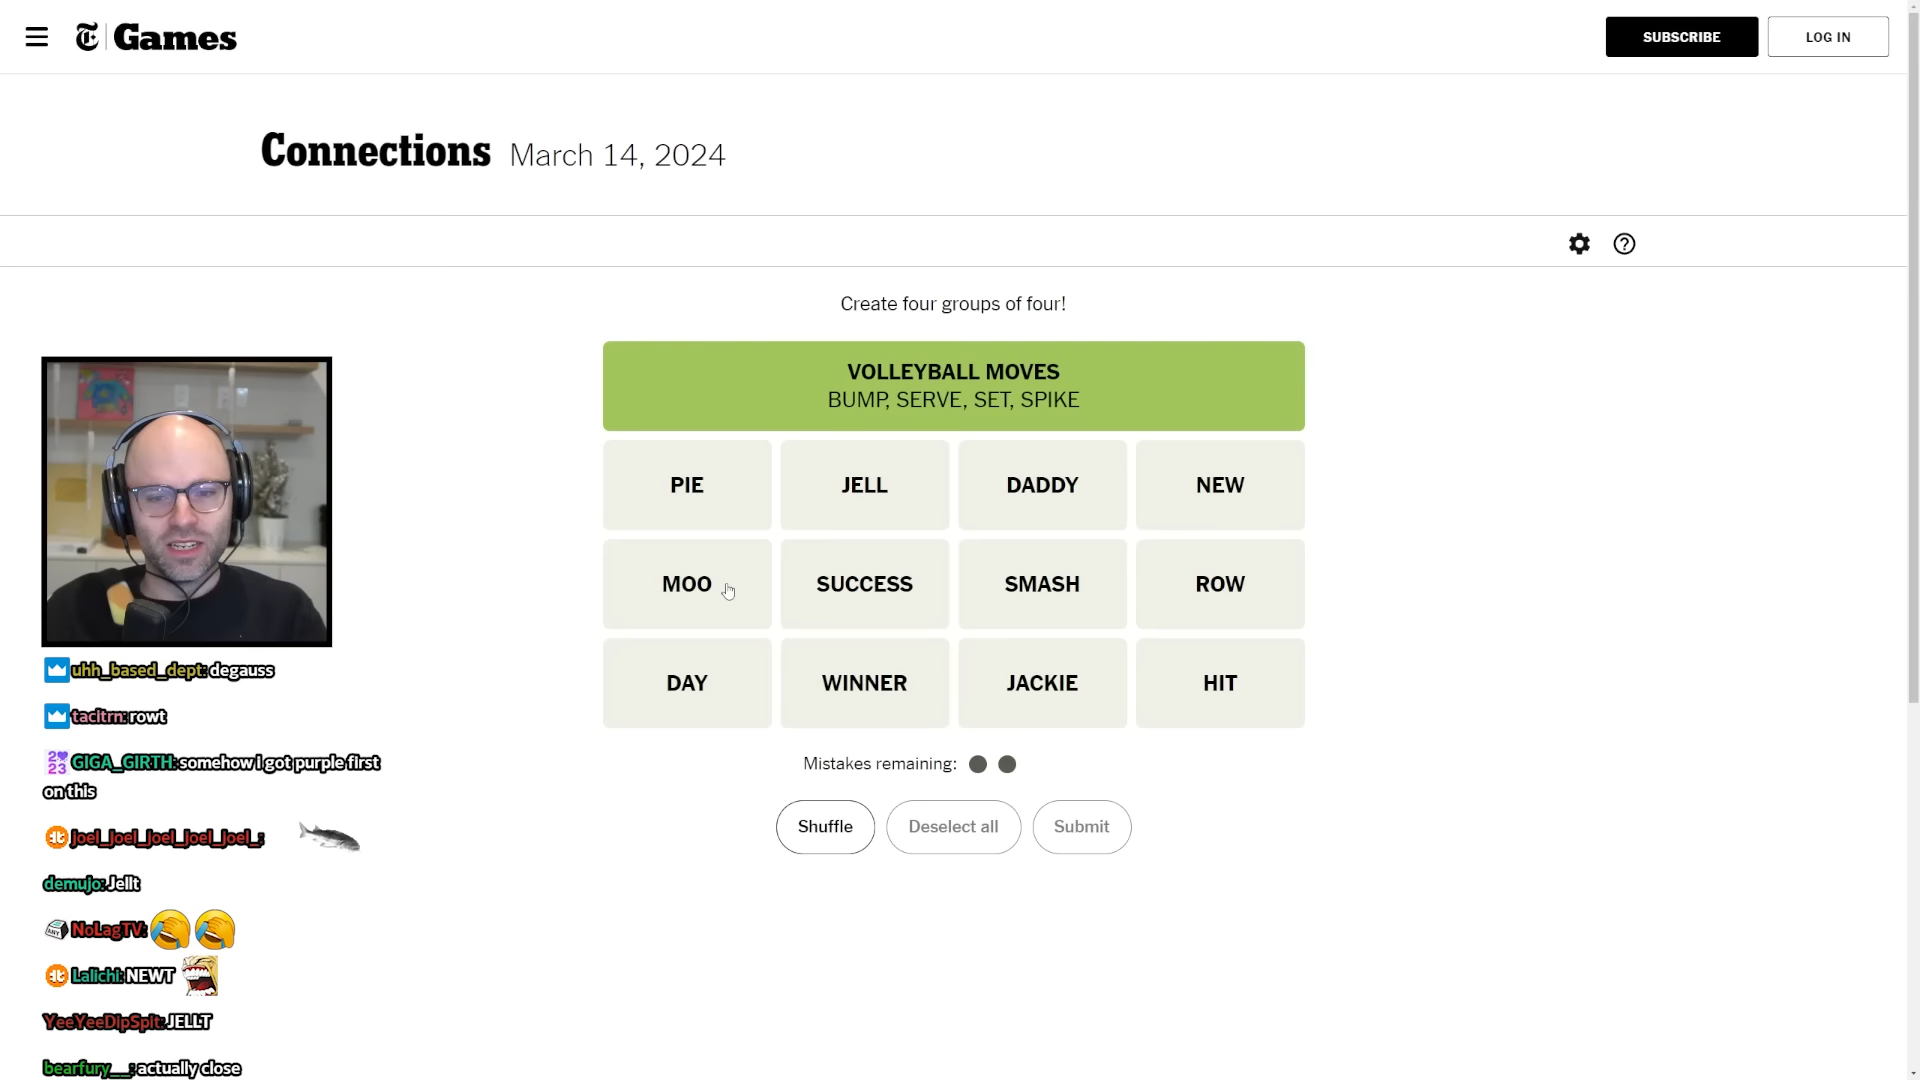 T Games
SUBSCRIBE
LOG IN
Connections March 14, 2024
Create four groups of four!
VOLLEYBALL MOVES
BUMP, SERVE, SET, SPIKE
PIE JELL DADDY NEW
MOO SUCCESS SMASH ROW
DAY WINNER JACKIE HIT
Mistakes remaining:
Shuffle Deselect all Submit
uhh_based_dept: degauss
tacitrn: rowt
GIGA_GIRTH: somehow I got purple first
on this
joel_joel_joel_joel_joel_:
demujo: Jellt
NoLagTV:
Lalichi: NEWT
YeeYeeDipSpit: JELLT
bearfury__: actually close